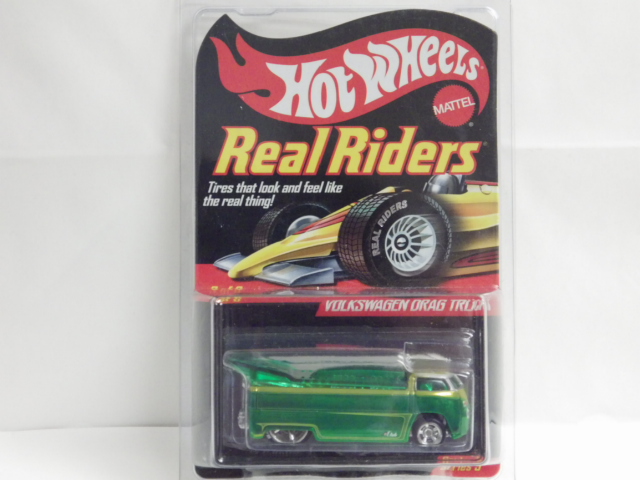 HOT WHEELS
MATTEL
Real Riders
Tires that look and feel like
the real thing!
REAL RIDERS
VOLKSWAGEN DRAG TRUCK